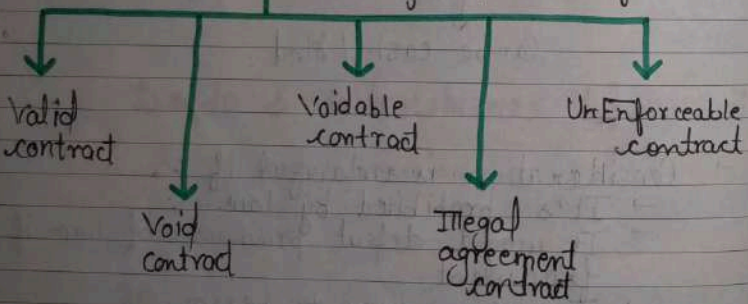 Valid
contract
Void
contract
Voidable
contract
Illegal
agreement
contract
UnEnforceable
contract